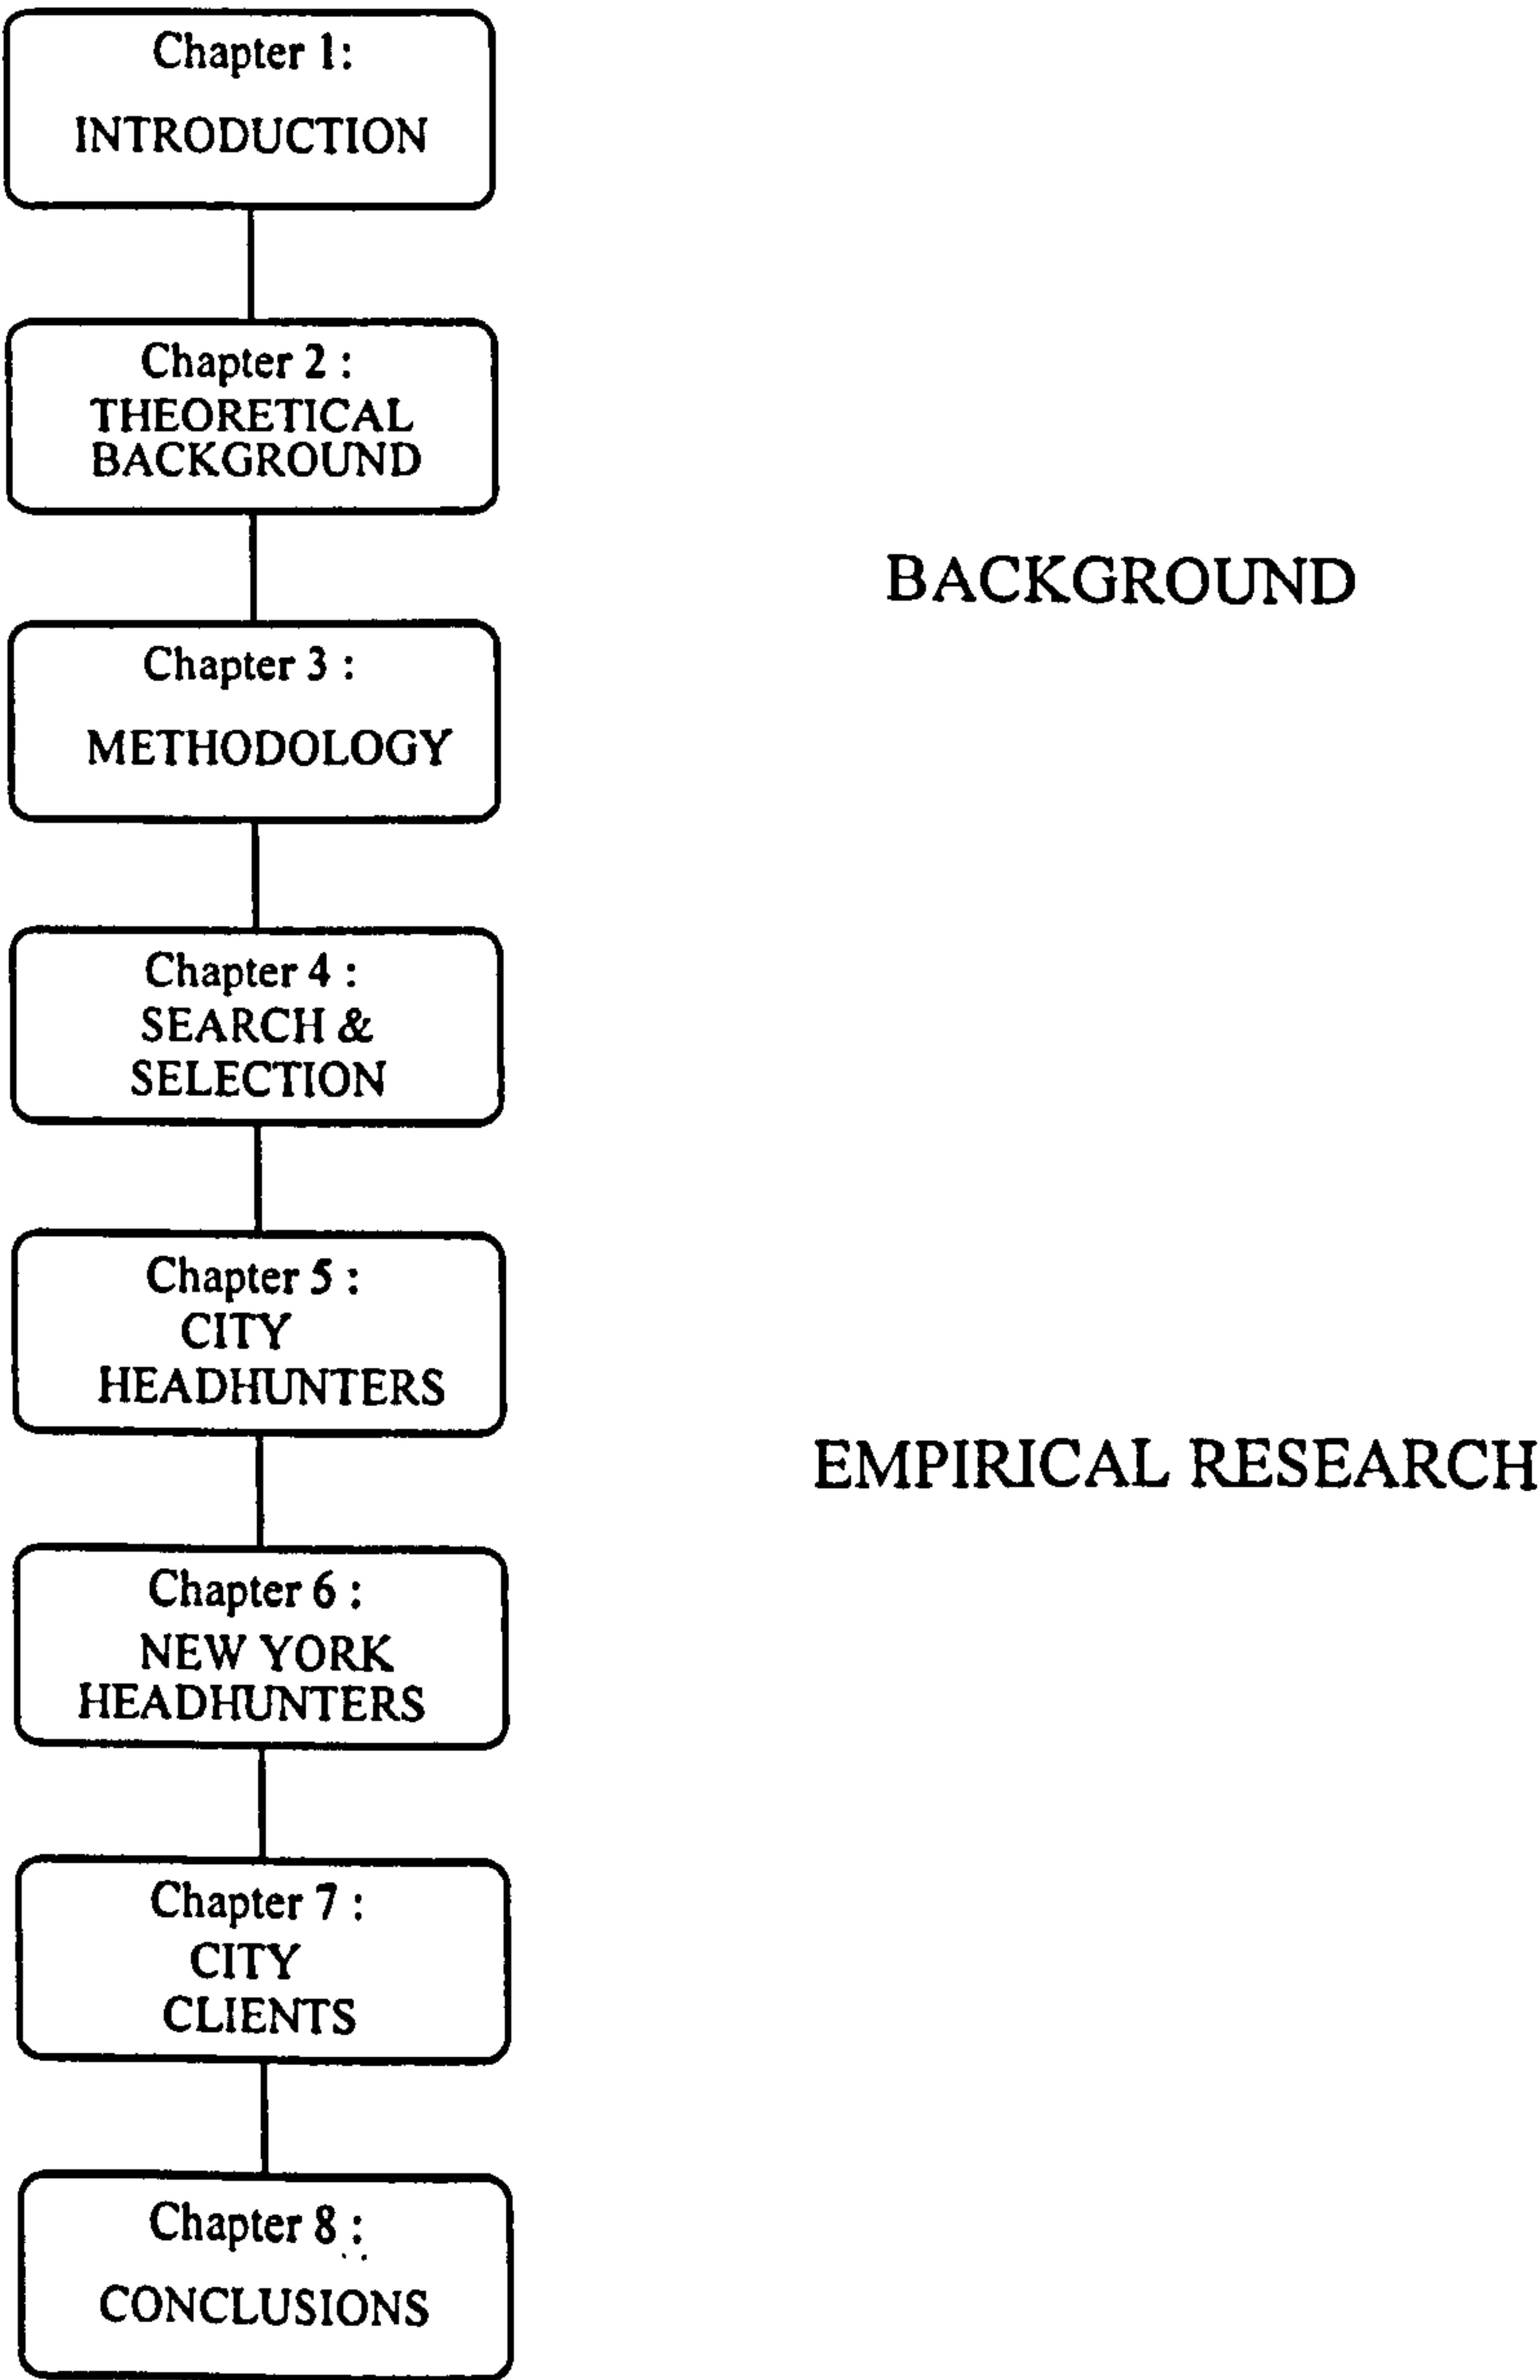 Chapter 1:
INTRODUCTION
Chapter 2 :
THEORETICAL
BACKGROUND
BACKGROUND
Chapter 3 :
METHODOLOGY
Chapter 4 :
SEARCH &
SELECTION
Chapter 5 :
CITY
HEADHUNTERS
EMPIRICAL RESEARCH
Chapter 6 :
NEW YORK
HEADHUNTERS
Chapter 7 :
CITY
CLIENTS
Chapter 8 :
CONCLUSIONS